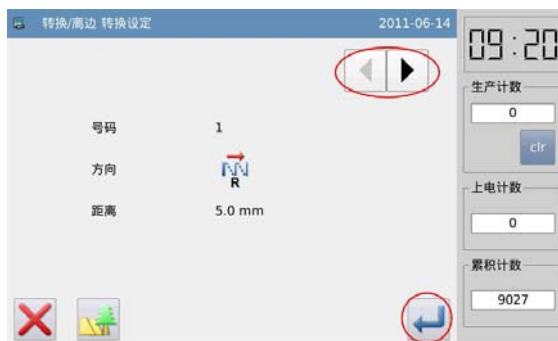 转换/离边 转换设定 2011-06-14
09:20
生产计数
0
clr
号码 1
方向 R
距离 5.0 mm
上电计数
0
累积计数
9027